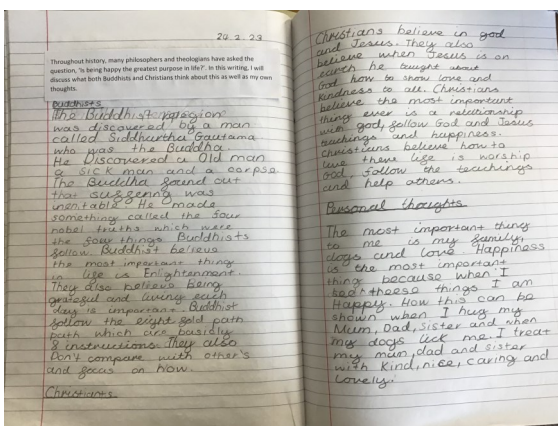 20.2.23
Throughout history, many philosophers and theologians have asked the
question, "Is being happy the greatest purpose in life?". In this writing, I will
discuss what both Buddhists and Christians think about this as well as my own
thoughts.
Buddhists
The Buddhist religion
was discovered by a man
called Siddhartha Gautama
who was the Buddha
He Discovered a Old man
a sick man and a corpse
The Buddha found out
that suffering was
inevitable He made
something called the four
nobel truths which were
the four things Buddhists
follow. Buddhist believe
the most important thing
in life is Enlightenment.
They also believe being
grateful and living each
day is important. Buddhist
follow the eight fold path
path which are basicly
8 instructions. They also
Don't compare with other's
and focus on now.
Christians
Christians believe in god
and Jesus. They also
believe when Jesus is on
earth he taught about
God how to show love and
Kindness to all. Christians
believe the most important
thing ever is a relationship
with god, follow God and Jesus
teachings and happiness.
Christians believe how to
live there life is worship
God, follow the teachings
and help others.
Personal thoughts
The most important thing
to me is my family,
dogs and love. Happiness
is the most important
thing because when I
see theese things I am
Happy. How this can be
shown when I hug my
Mum, Dad, sister and when
my dogs lick me. I treat
my mum, dad and sister
with kind, nice, caring and
lovely.